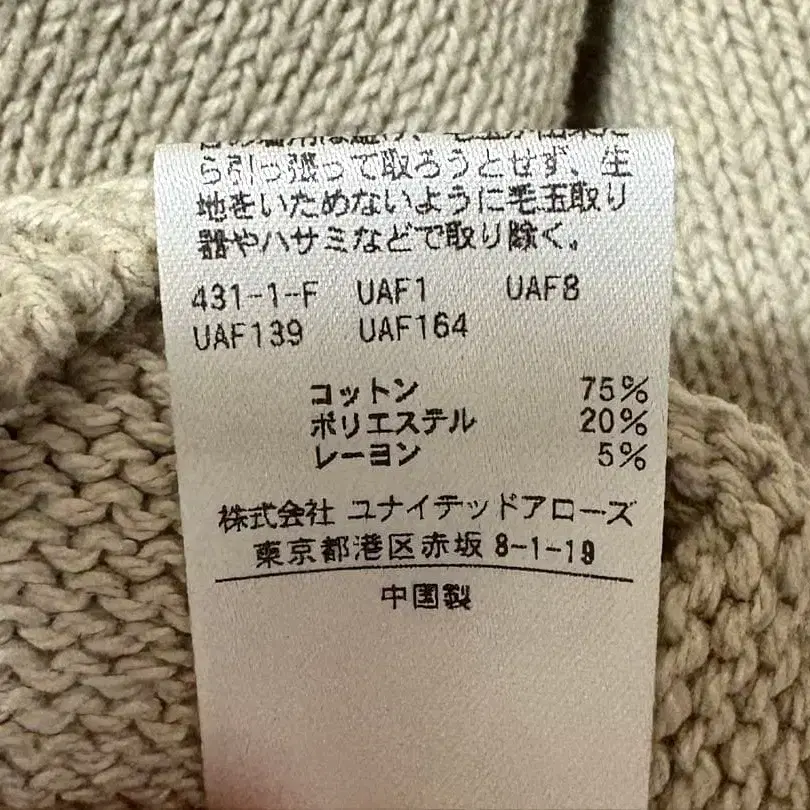 ら引っ張って取ろうとせず、生
地をいためないように毛玉取り
器やハサミなどで取り除く。
431-1-F UAF1 UAF8
UAF139 UAF164
コットン 75%
ポリエステル 20%
レーヨン 5%
株式会社 ユナイテッドアローズ
東京都港区赤坂 8-1-19
中国製